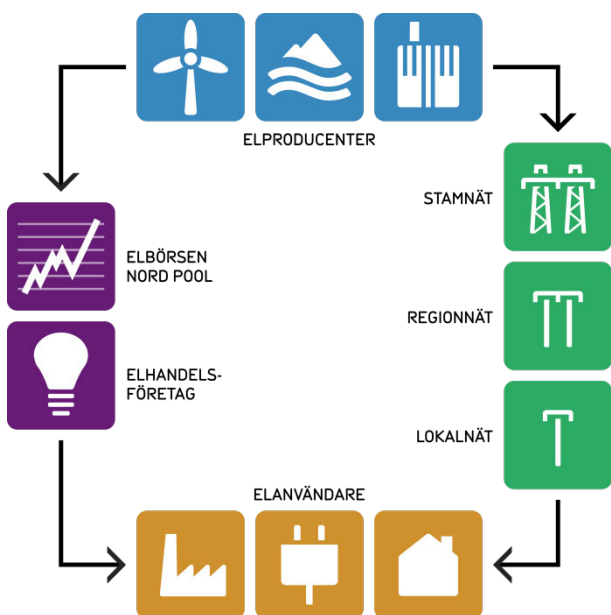 ELPRODUCENTER
STAMNÄT
ELBÖRSEN
NORD POOL
REGIONNÄT
ELHANDELS-
FÖRETAG
LOKALNÄT
ELANVÄNDARE